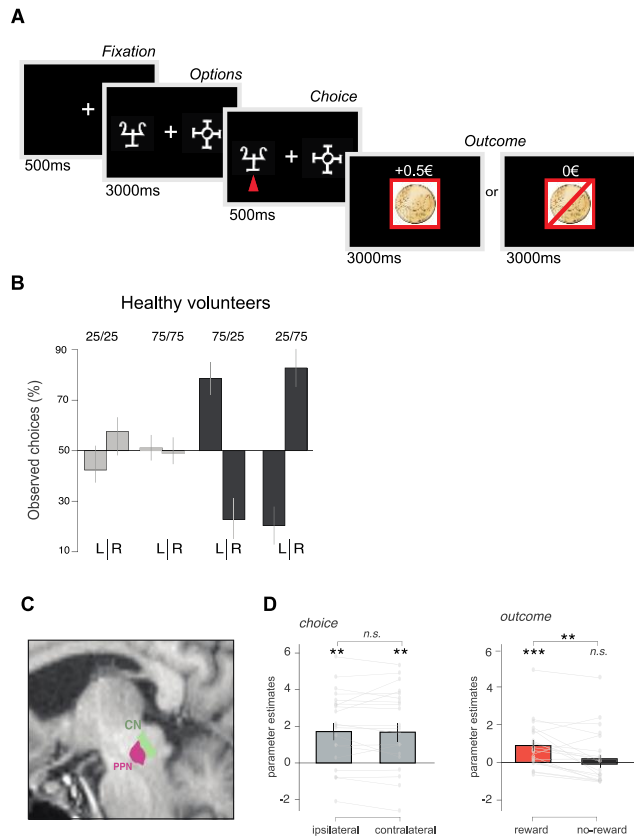 A
Fixation
Options
Choice
Outcome
500ms
3000ms
500ms
+0.5€
or
0€
3000ms
3000ms
B
Healthy volunteers
25/25 75/75 75/25 25/75
Observed choices (%)
90
70
50
30
10
L|R L|R L|R L|R
C
CN
PPN
D
choice
n.s.
** **
parameter estimates
6
4
2
0
-2
ipsilateral contralateral
outcome
**
*** n.s.
parameter estimates
6
4
2
0
-2
reward no-reward